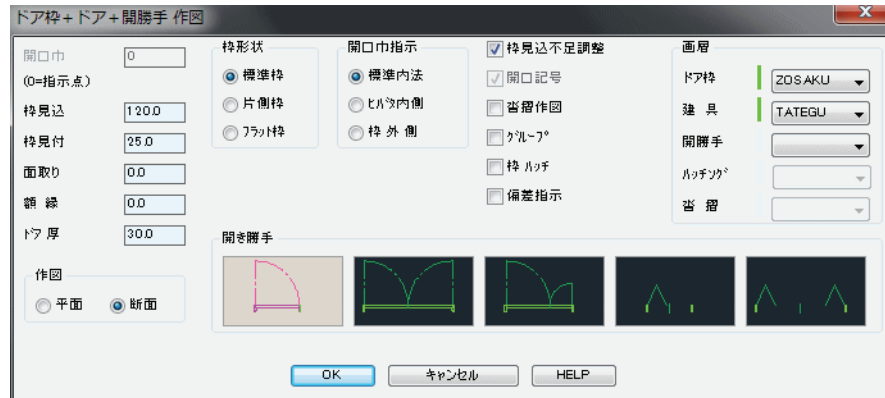 ドア枠+ドア+開勝手 作図
開口巾 0
(0=指示点)
枠見込 120.0
枠見付 25.0
面取り 0.0
額 縁 0.0
ﾄﾞｱ 厚 30.0
作図
平面 断面
枠形状
標準枠
片側枠
ﾌﾗｯﾄ枠
開口巾指示
標準内法
ﾋﾊﾞﾀ内側
枠 外 側
枠見込不足調整
開口記号
沓摺作図
ｸﾞﾙｰﾌﾟ
枠 ﾊｯﾁ
偏差指示
画層
ﾄﾞｱ枠 ZOSAKU
建 具 TATEGU
開勝手
ﾊｯﾁﾝｸﾞ
沓 摺
開き勝手
OK キャンセル HELP